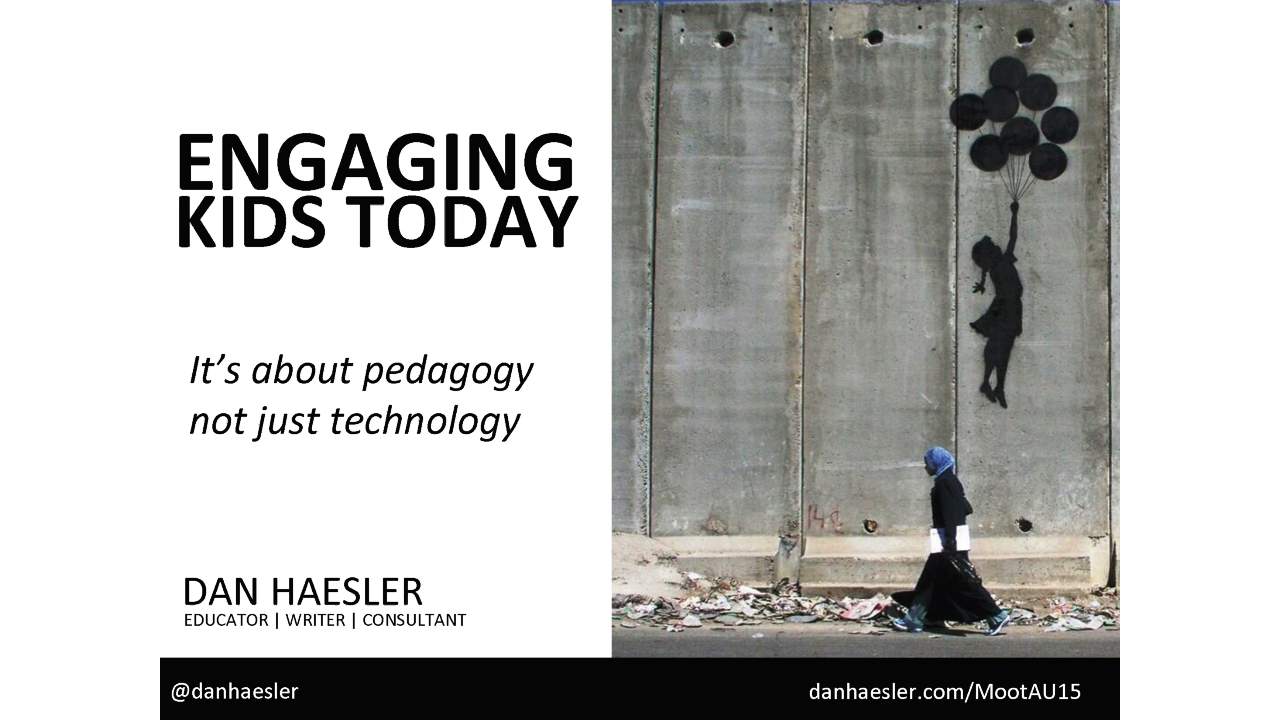 ENGAGING
KIDS TODAY
It's about pedagogy
not just technology
DAN HAESLER
EDUCATOR | WRITER | CONSULTANT
@danhaesler
danhaesler.com/MootAU15